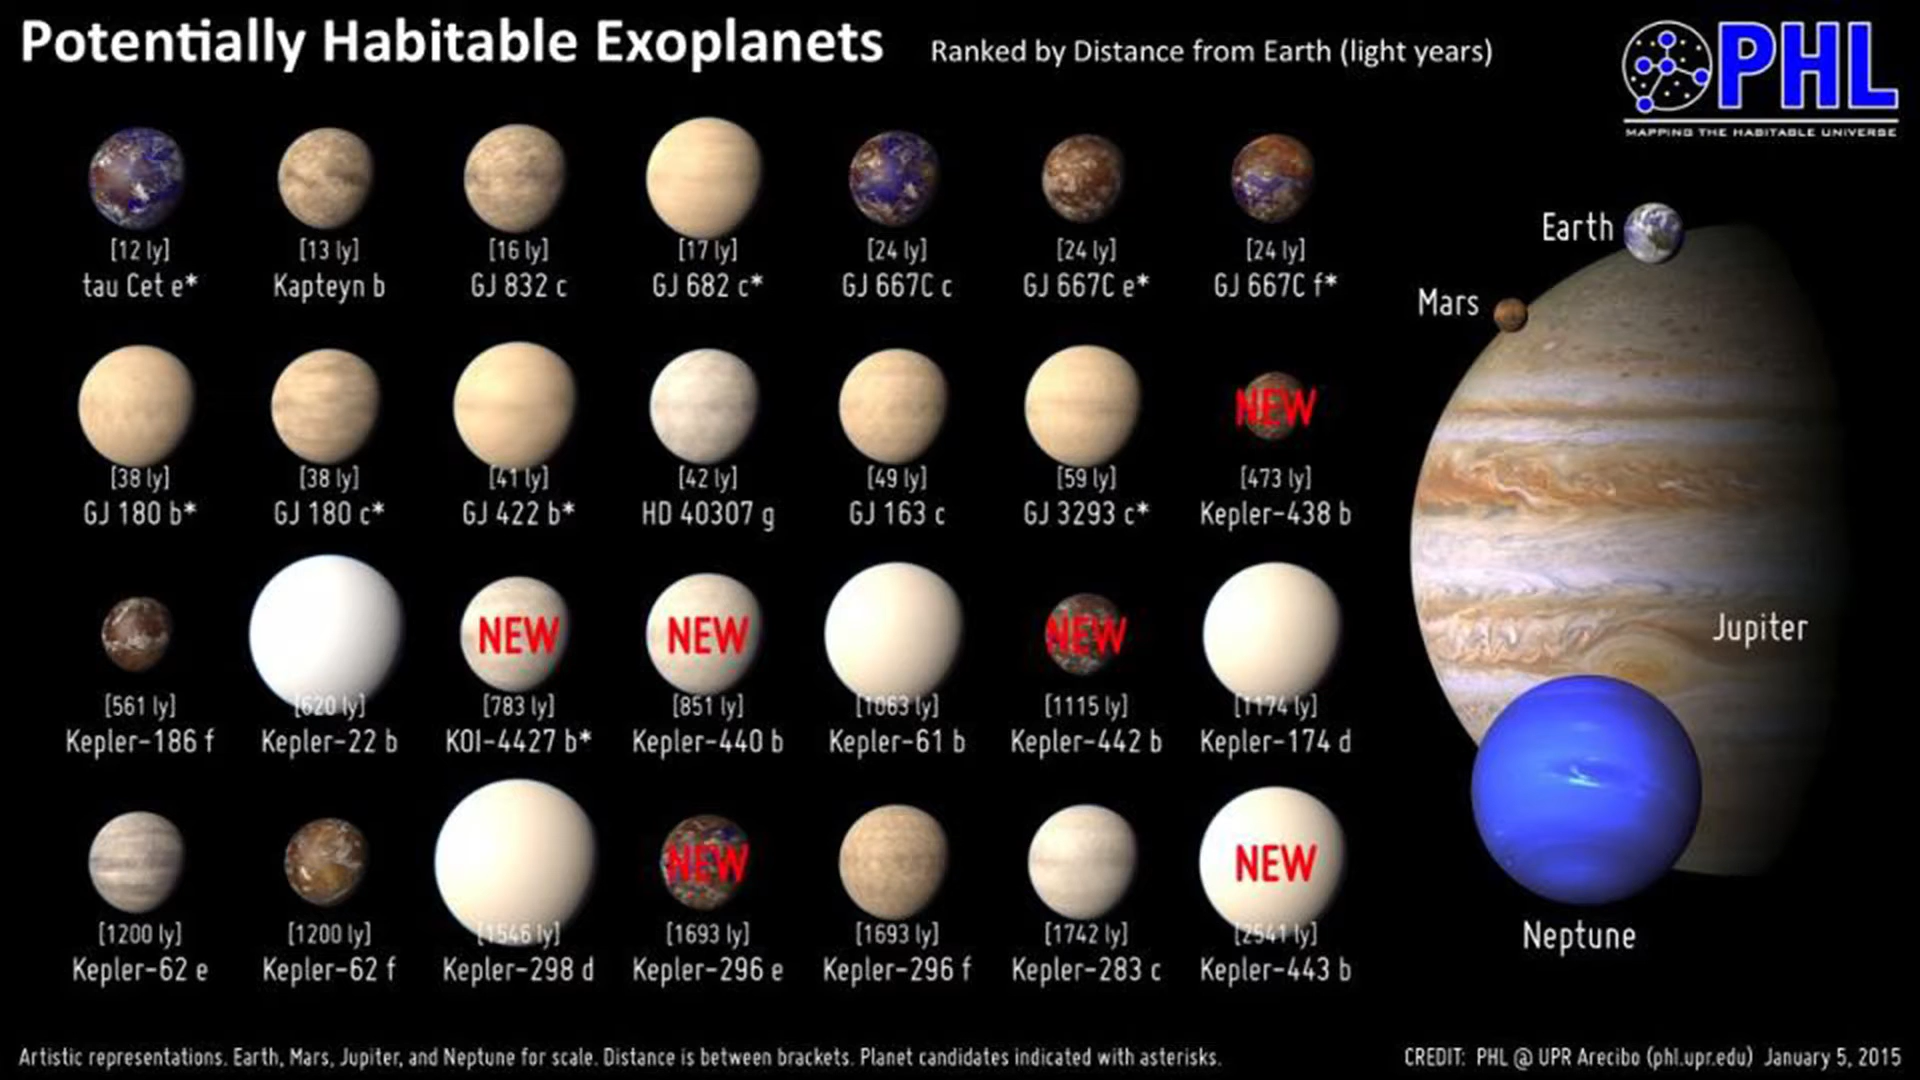 Potentially Habitable Exoplanets Ranked by Distance from Earth (light years)
PHL
MAPPING THE HABITABLE UNIVERSE
[12 ly] [13 ly] [16 ly] [17 ly] [24 ly] [24 ly] [24 ly]
tau Cet e* Kapteyn b GJ 832 c GJ 682 c* GJ 667C c GJ 667C e* GJ 667C f*
Earth
Mars
NEW
[38 ly] [38 ly] [41 ly] [42 ly] [49 ly] [59 ly] [473 ly]
GJ 180 b* GJ 180 c* GJ 422 b* HD 40307 g GJ 163 c GJ 3293 c* Kepler-438 b
NEW NEW NEW
[561 ly] [620 ly] [783 ly] [851 ly] [1063 ly] [1115 ly] [1174 ly]
Kepler-186 f Kepler-22 b KOI-4427 b* Kepler-440 b Kepler-61 b Kepler-442 b Kepler-174 d
Jupiter
NEW NEW
[1200 ly] [1200 ly] [1546 ly] [1693 ly] [1693 ly] [1742 ly] [2541 ly]
Kepler-62 e Kepler-62 f Kepler-298 d Kepler-296 e Kepler-296 f Kepler-283 c Kepler-443 b
Neptune
Artistic representations. Earth, Mars, Jupiter, and Neptune for scale. Distance is between brackets. Planet candidates indicated with asterisks.
CREDIT: PHL @ UPR Arecibo (phl.upr.edu) January 5, 2015